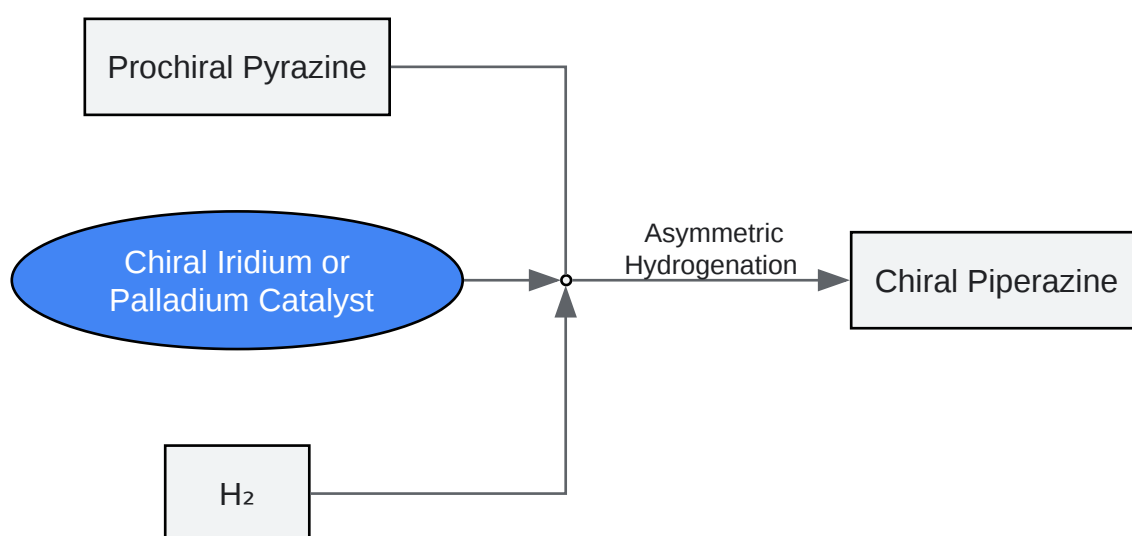 Prochiral Pyrazine
Chiral Iridium or
Palladium Catalyst
Asymmetric
Hydrogenation
Chiral Piperazine
H₂